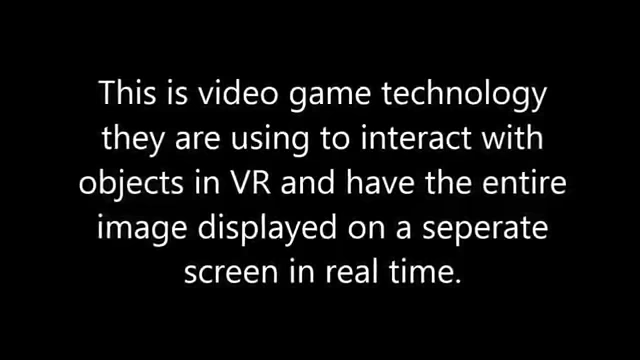 This is video game technology
they are using to interact with
objects in VR and have the entire
image displayed on a seperate
screen in real time.